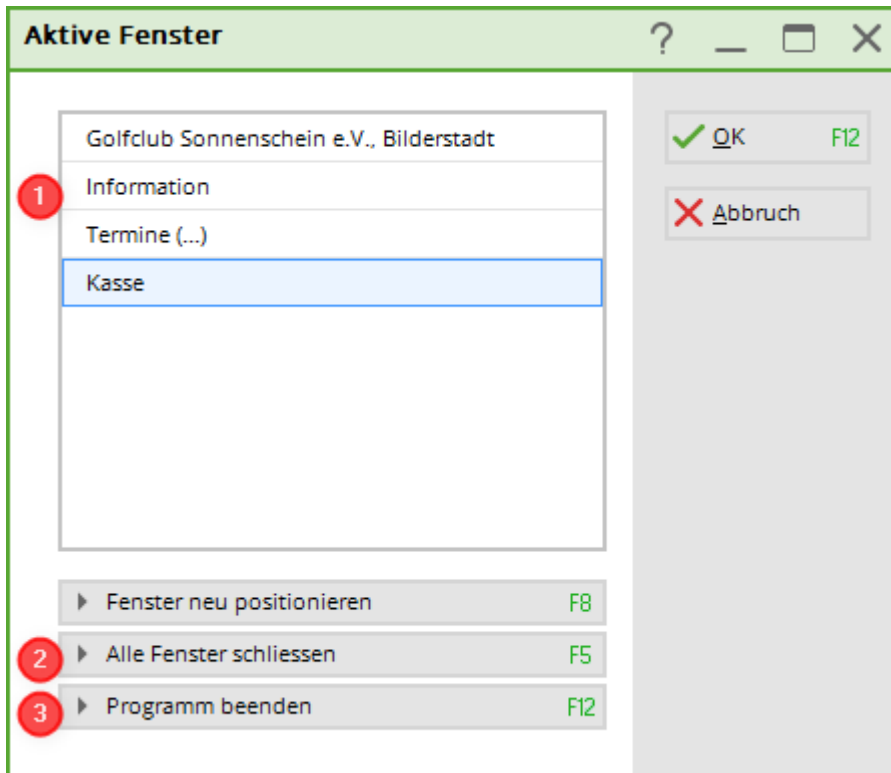 Aktive Fenster
?
Golfclub Sonnenschein e.V., Bilderstadt
1
Information
Termine (...)
Kasse
OK F12
Abbruch
Fenster neu positionieren F8
2
Alle Fenster schliessen F5
3
Programm beenden F12